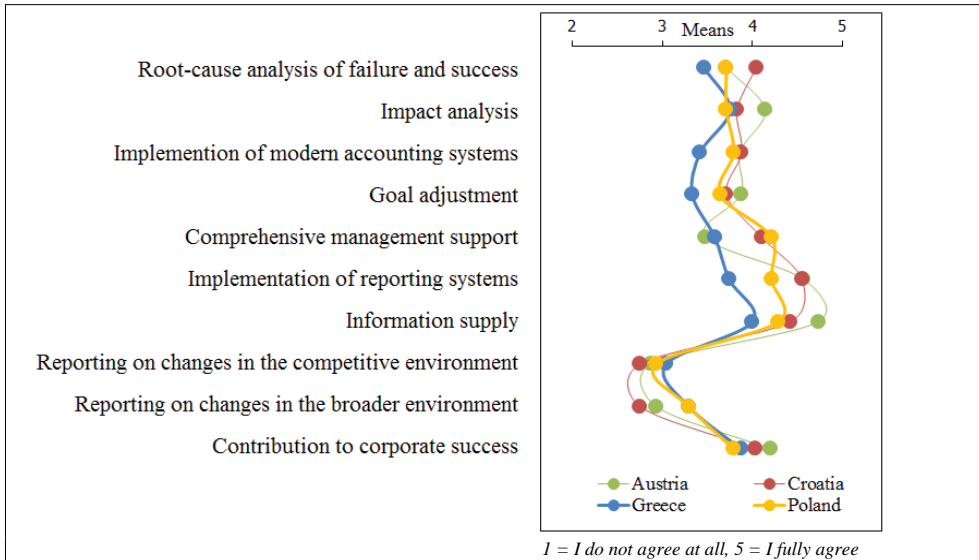 2 3 4 5
Means
Root-cause analysis of failure and success
Impact analysis
Implemention of modern accounting systems
Goal adjustment
Comprehensive management support
Implementation of reporting systems
Information supply
Reporting on changes in the competitive environment
Reporting on changes in the broader environment
Contribution to corporate success
Austria Croatia
Greece Poland
1 = I do not agree at all, 5 = I fully agree